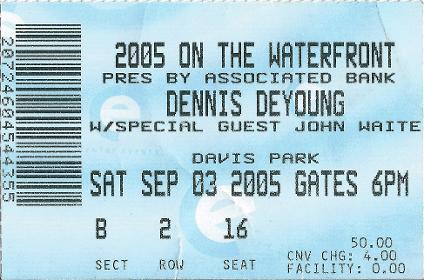 2005 ON THE WATERFRONT
PRES BY ASSOCIATED BANK
DENNIS DEYOUNG
W/SPECIAL GUEST JOHN WAITE
DAVIS PARK
SAT SEP 03 2005 GATES 6PM
B 2 16
SECT ROW SEAT
50.00
CNV CHG: 4.00
FACILITY: 0.00
20724604544355